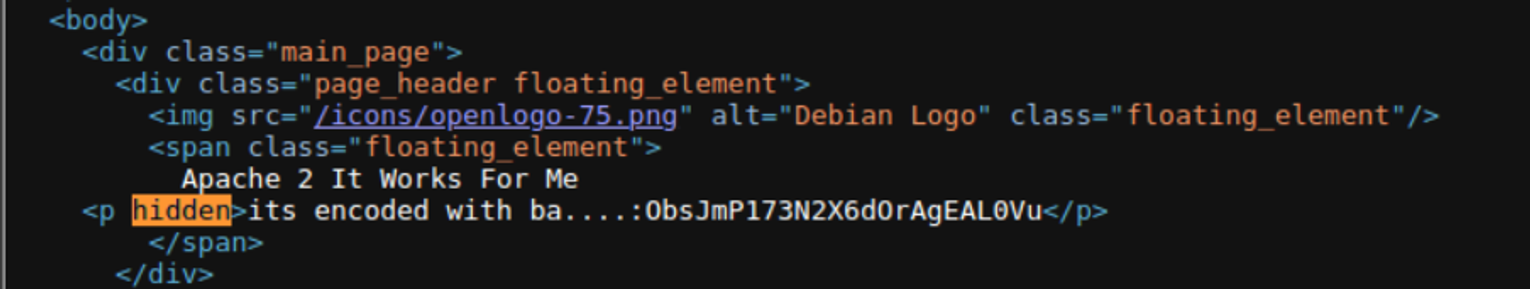 <body>
<div class="main_page">
<div class="page_header floating_element">
<img src="/icons/openlogo-75.png" alt="Debian Logo" class="floating_element"/>
<span class="floating_element">
Apache 2 It Works For Me
<p hidden>its encoded with ba....:ObsJmP173N2X6dOrAgEAL0Vu</p>
</span>
</div>